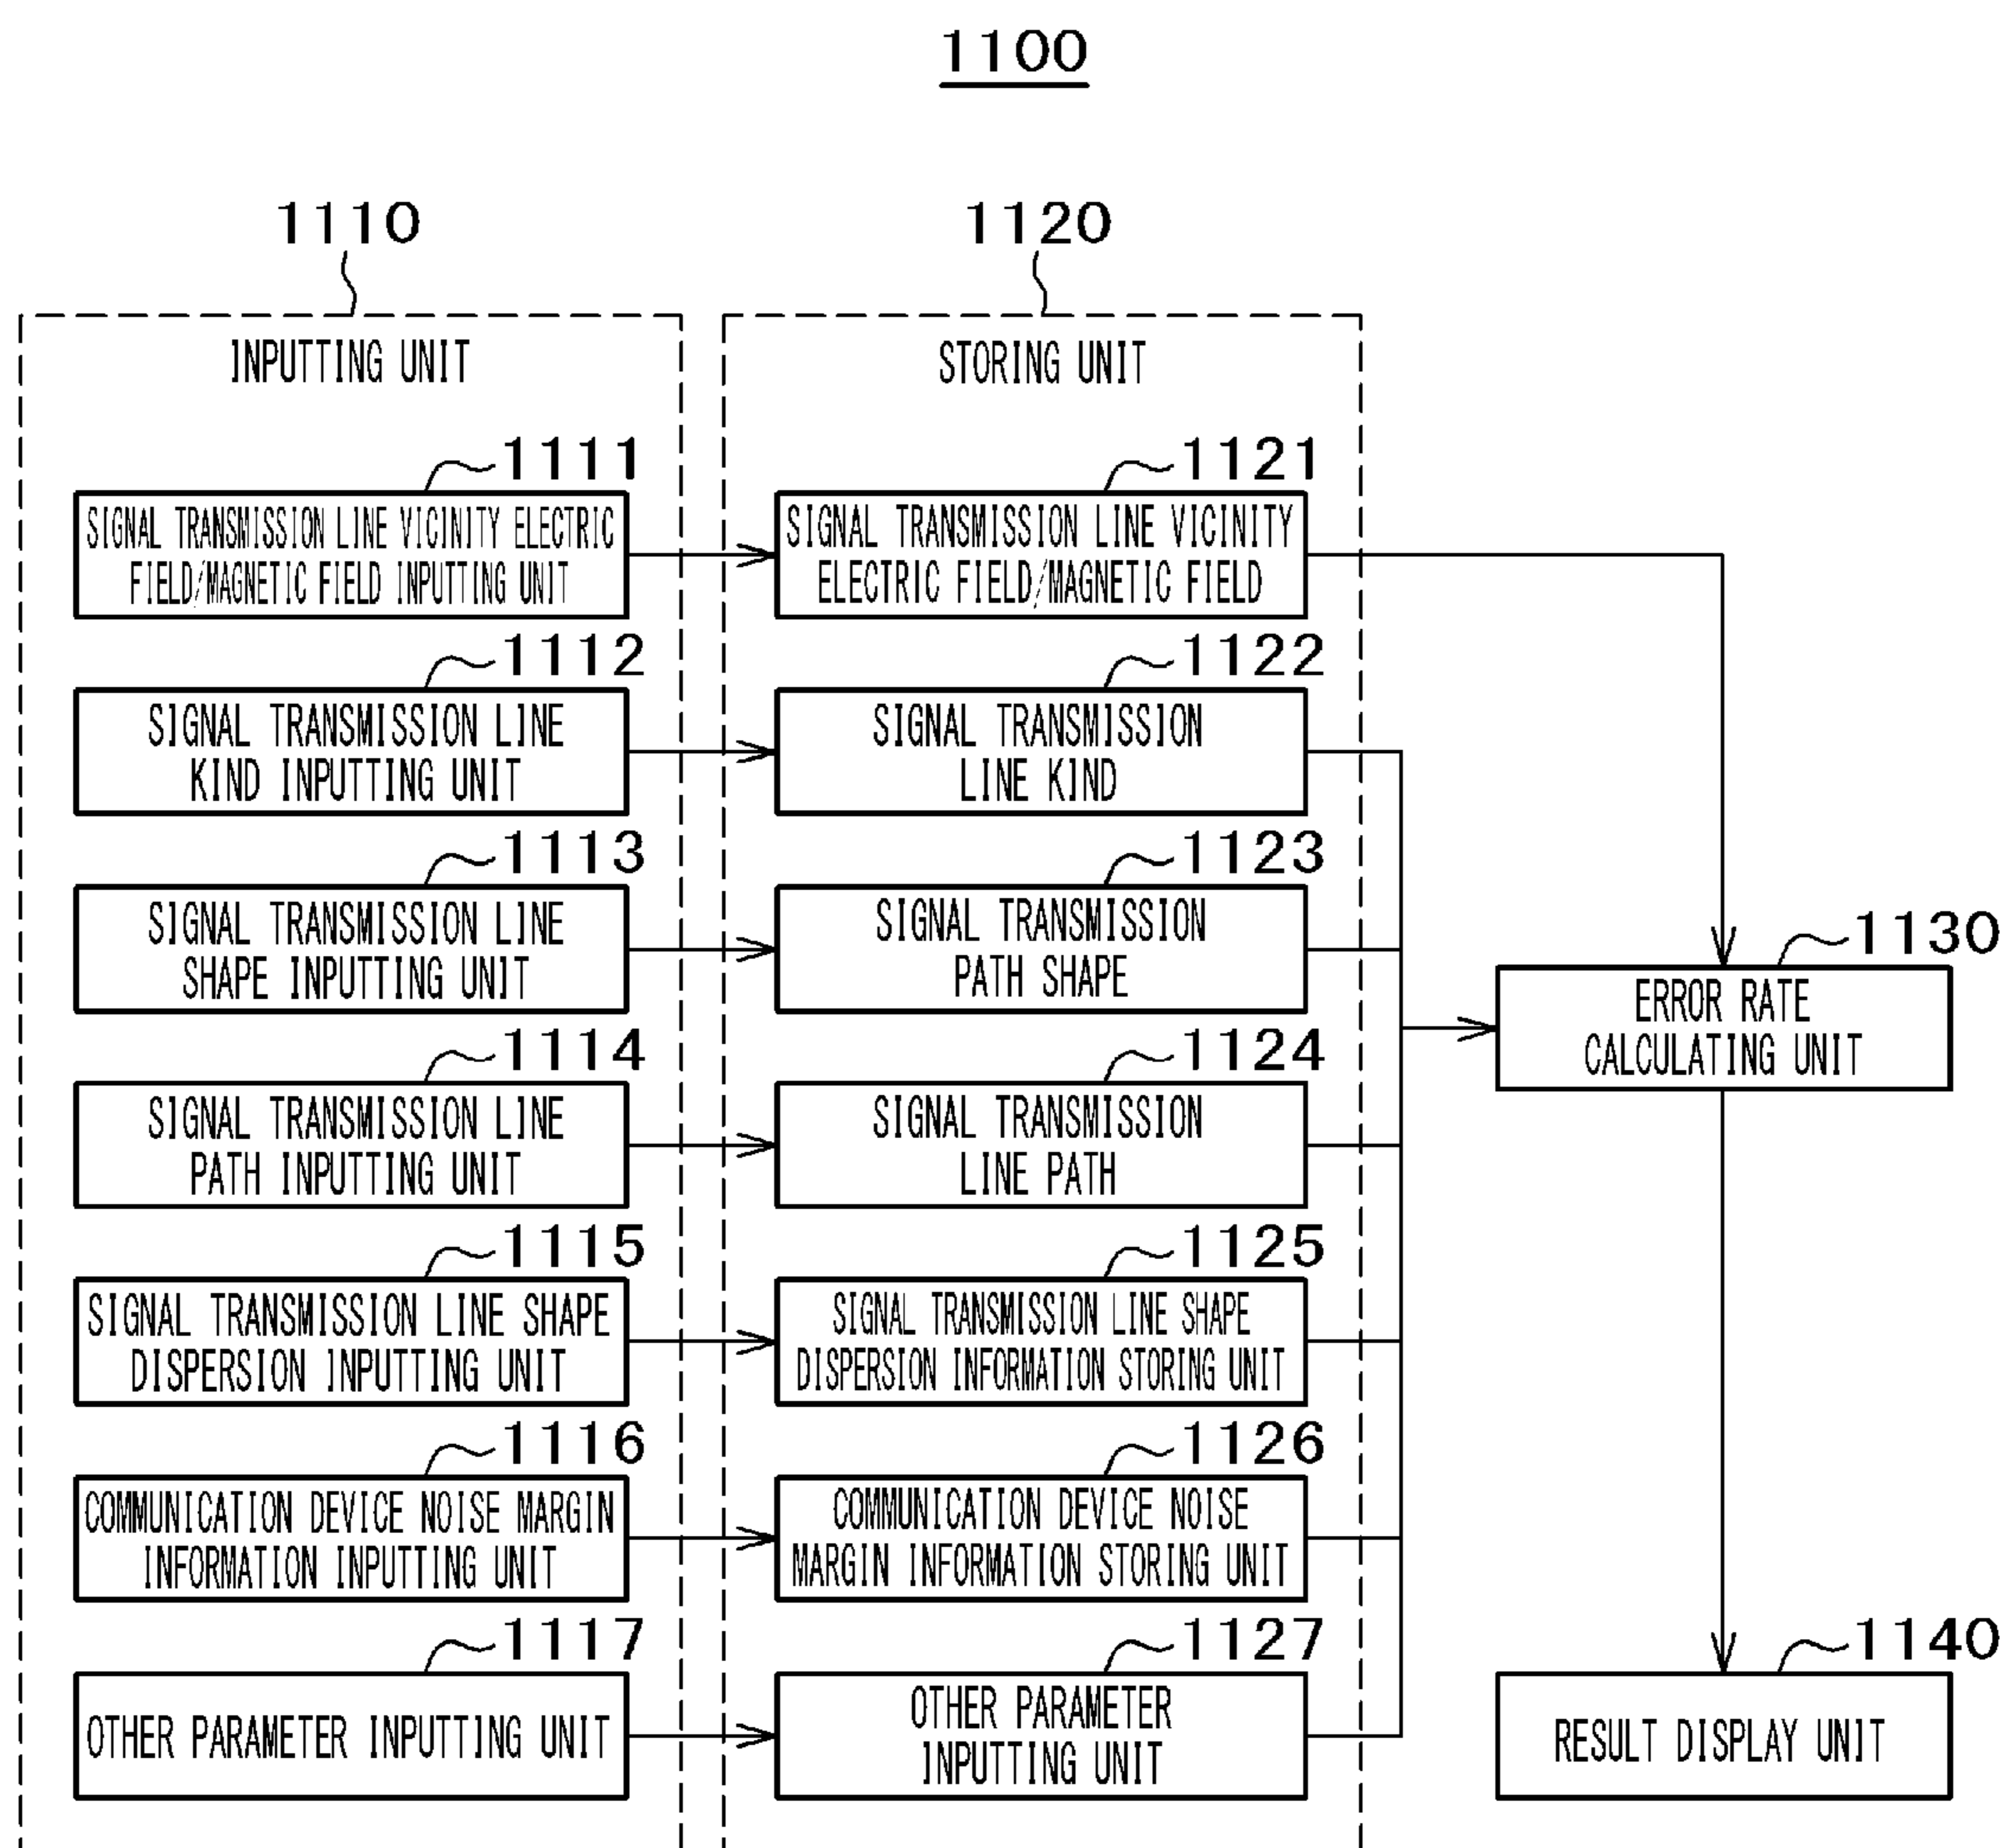 1100
1110
1120
INPUTTING UNIT
STORING UNIT
1111
SIGNAL TRANSMISSION LINE VICINITY ELECTRIC
FIELD/MAGNETIC FIELD INPUTTING UNIT
1121
SIGNAL TRANSMISSION LINE VICINITY
ELECTRIC FIELD/MAGNETIC FIELD
1112
SIGNAL TRANSMISSION LINE
KIND INPUTTING UNIT
1122
SIGNAL TRANSMISSION
LINE KIND
1113
SIGNAL TRANSMISSION LINE
SHAPE INPUTTING UNIT
1123
SIGNAL TRANSMISSION
PATH SHAPE
1130
ERROR RATE
CALCULATING UNIT
1114
SIGNAL TRANSMISSION LINE
PATH INPUTTING UNIT
1124
SIGNAL TRANSMISSION
LINE PATH
1115
SIGNAL TRANSMISSION LINE SHAPE
DISPERSION INPUTTING UNIT
1125
SIGNAL TRANSMISSION LINE SHAPE
DISPERSION INFORMATION STORING UNIT
1116
COMMUNICATION DEVICE NOISE MARGIN
INFORMATION INPUTTING UNIT
1126
COMMUNICATION DEVICE NOISE
MARGIN INFORMATION STORING UNIT
1117
OTHER PARAMETER INPUTTING UNIT
1127
OTHER PARAMETER
INPUTTING UNIT
1140
RESULT DISPLAY UNIT